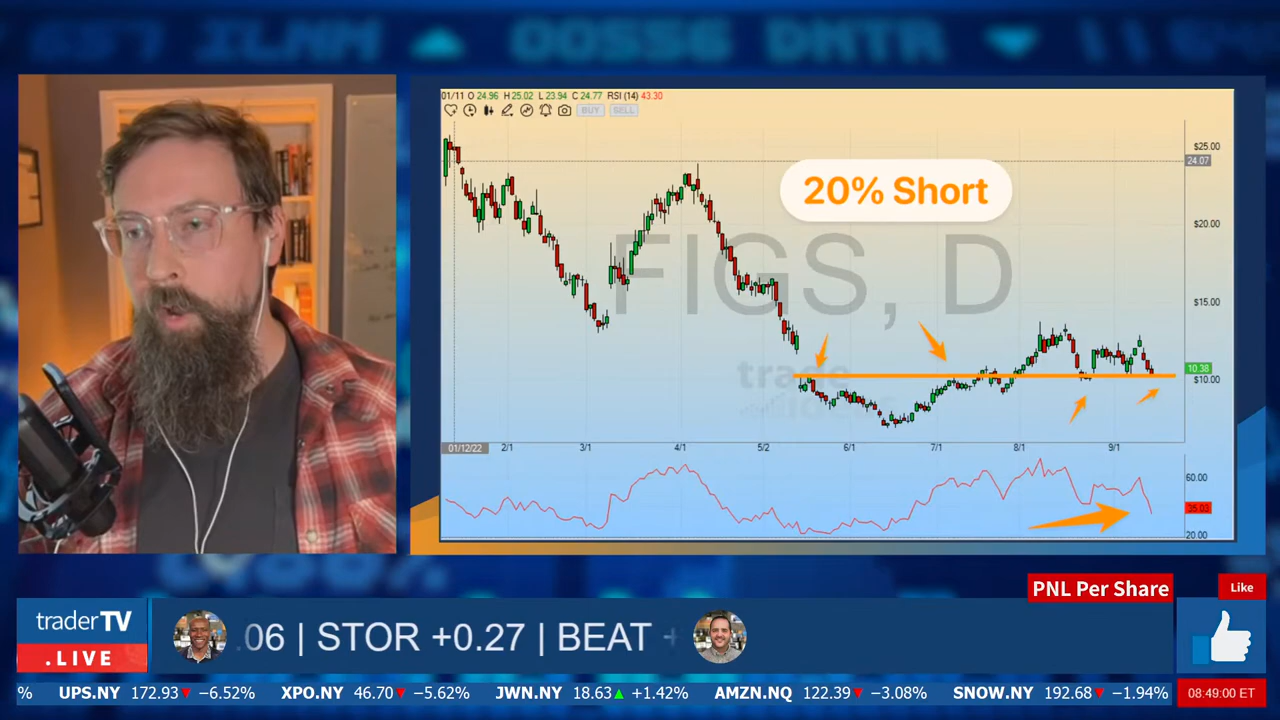 657 XLNM ▲ 00556 DMTR ▼
01/11 O 24.96 H 25.02 L 23.94 C 24.77 RSI (14) 43.30
BUY SELL
FIGS, D
20% Short
trade
$25.00
24.07
$20.00
$15.00
10.38
$10.00
01/12/22 2/1 3/1 4/1 5/2 6/1 7/1 8/1 9/1
60.00
35.03
20.00
PNL Per Share
Like
traderTV
.LIVE
.06 | STOR +0.27 | BEAT +
% UPS.NY 172.93 ▼ −6.52% XPO.NY 46.70 ▼ −5.62% JWN.NY 18.63 ▲ +1.42% AMZN.NQ 122.39 ▼ −3.08% SNOW.NY 192.68 ▼ −1.94%
08:49:00 ET